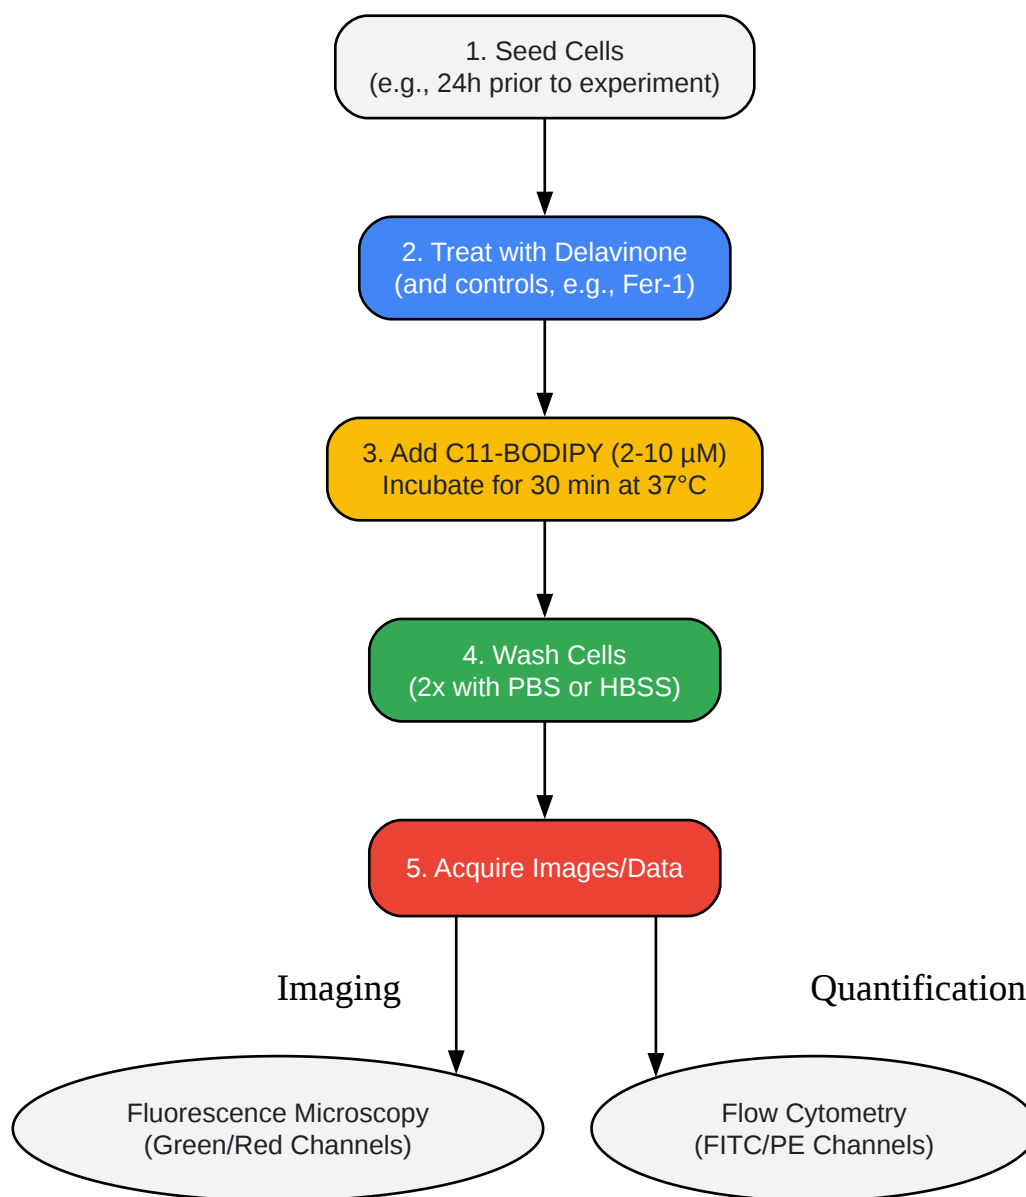 1. Seed Cells
(e.g., 24h prior to experiment)
2. Treat with Delavinone
(and controls, e.g., Fer-1)
3. Add C11-BODIPY (2-10 µM)
Incubate for 30 min at 37°C
4. Wash Cells
(2x with PBS or HBSS)
5. Acquire Images/Data
Imaging
Quantification
Fluorescence Microscopy
(Green/Red Channels)
Flow Cytometry
(FITC/PE Channels)